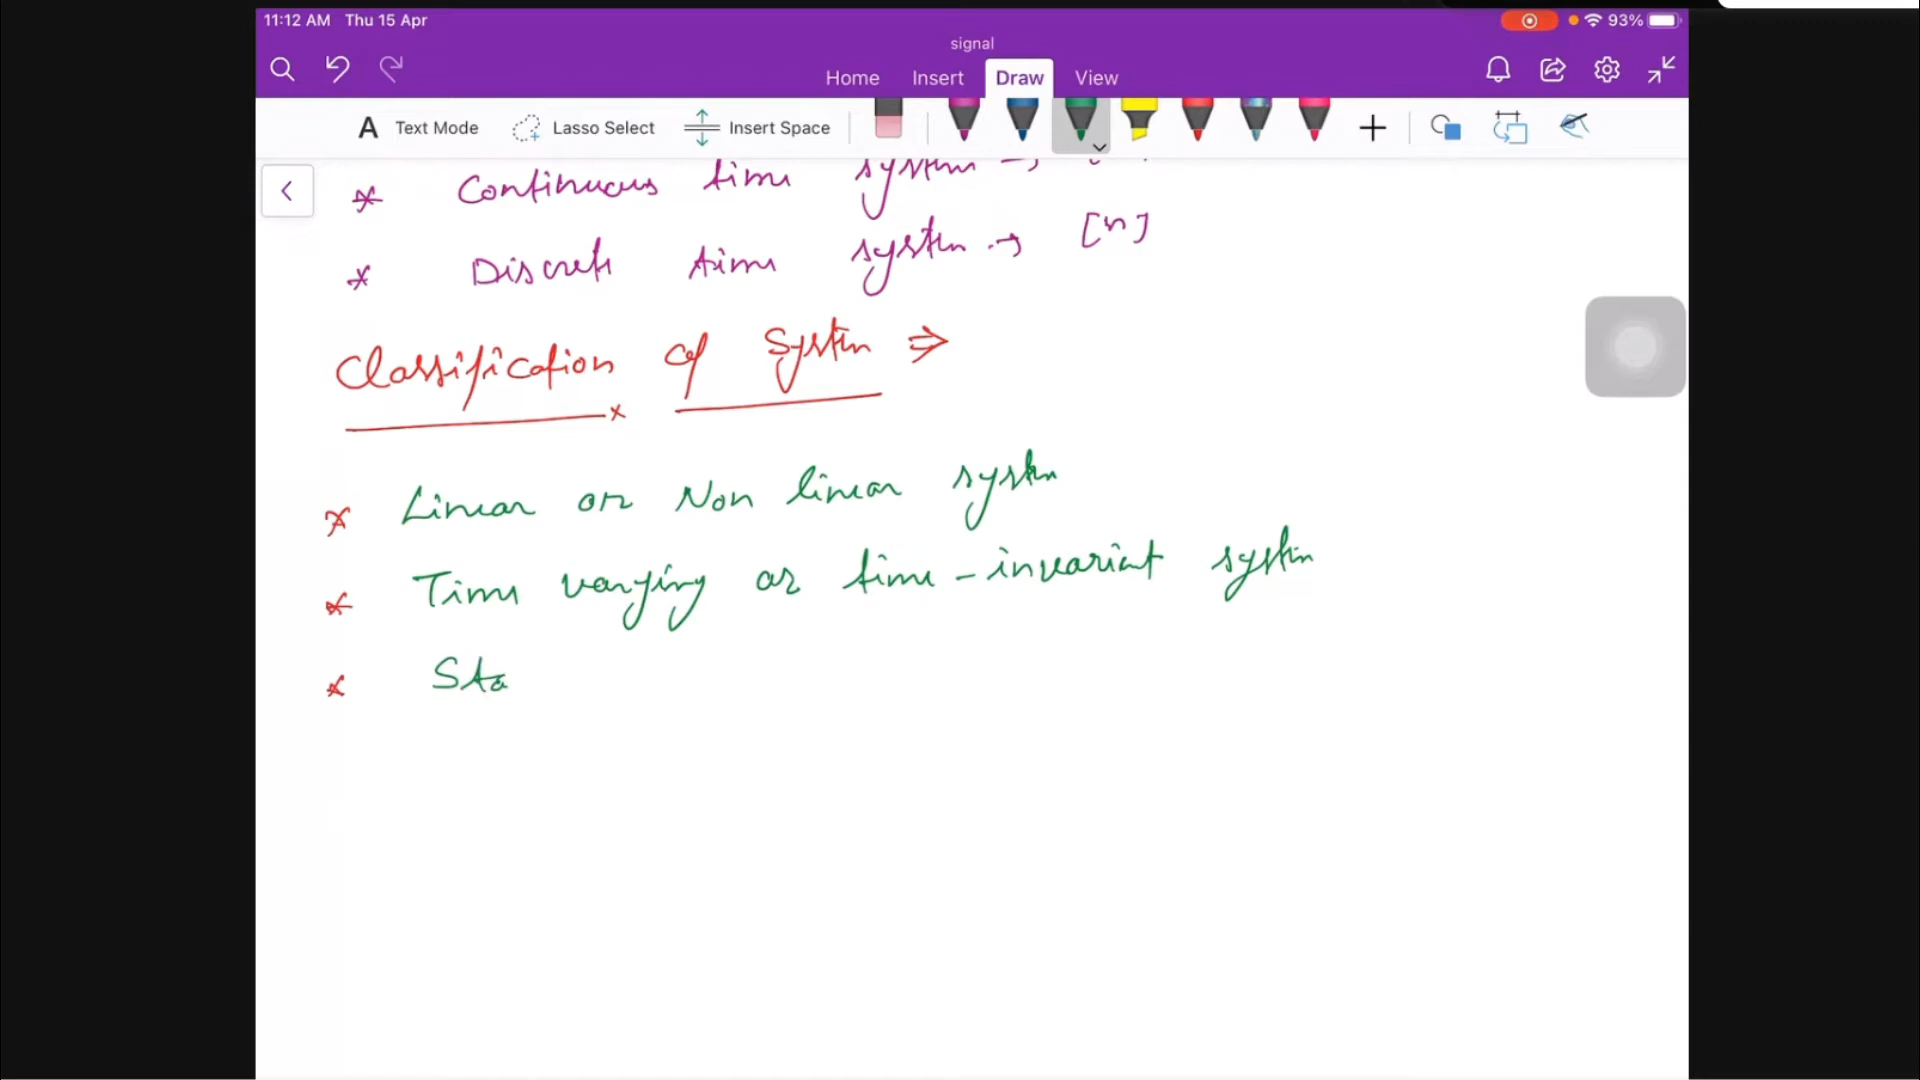 11:12 AM Thu 15 Apr 93%
signal
Home Insert Draw View
A Text Mode Lasso Select Insert Space
* Continuous time system →
* Discrete time system → [n]
Classification of System ⇒
* Linear or Non linear system
* Time varying or time-invariant system
* Sta